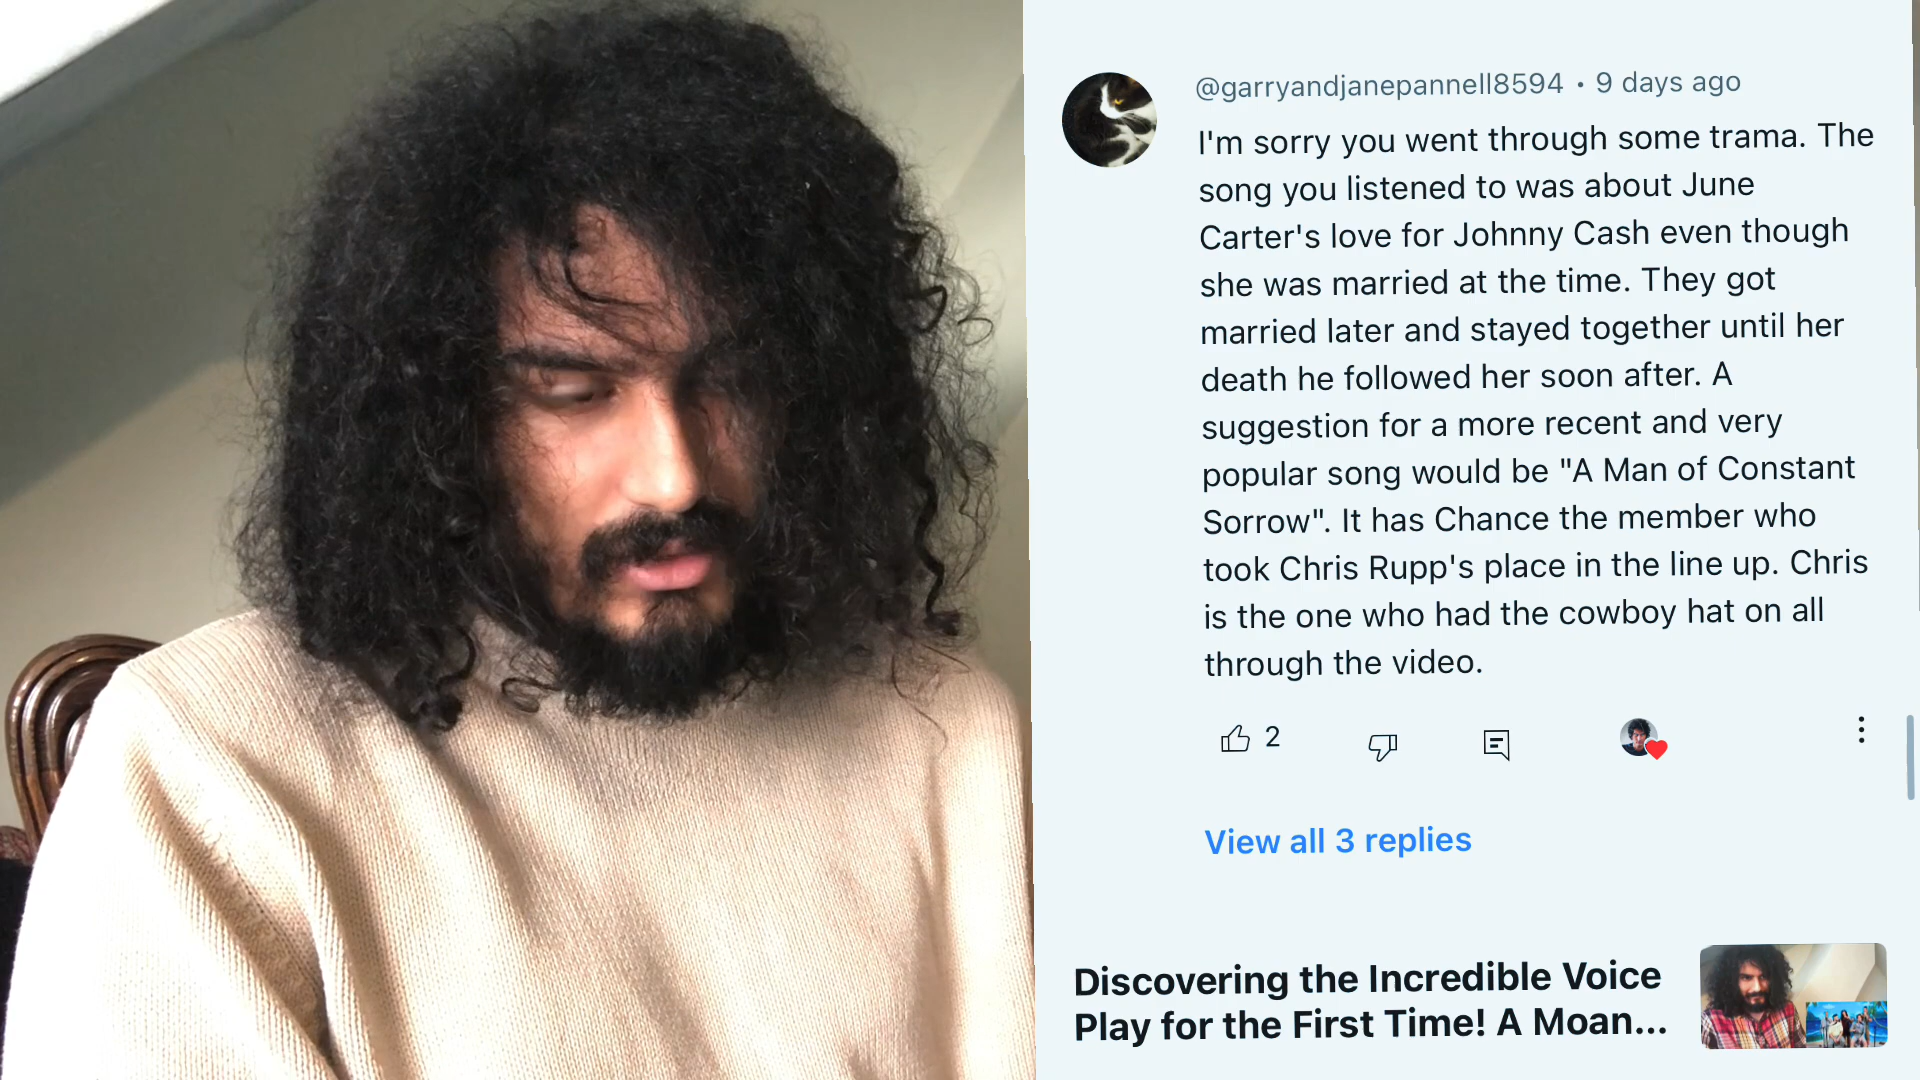 @garryandjanepannell8594 • 9 days ago
I'm sorry you went through some trama. The
song you listened to was about June
Carter's love for Johnny Cash even though
she was married at the time. They got
married later and stayed together until her
death he followed her soon after. A
suggestion for a more recent and very
popular song would be "A Man of Constant
Sorrow". It has Chance the member who
took Chris Rupp's place in the line up. Chris
is the one who had the cowboy hat on all
through the video.
2
View all 3 replies
Discovering the Incredible Voice
Play for the First Time! A Moan...